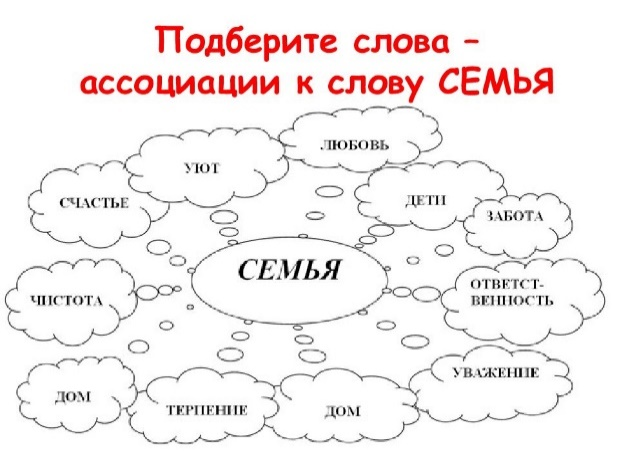 Подберите слова –
ассоциации к слову СЕМЬЯ
ЛЮБОВЬ
УЮТ
ДЕТИ
СЧАСТЬЕ
ЗАБОТА
СЕМЬЯ
ЧИСТОТА
ОТВЕТСТ-
ВЕННОСТЬ
УВАЖЕНИЕ
ДОМ
ТЕРПЕНИЕ
ДОМ